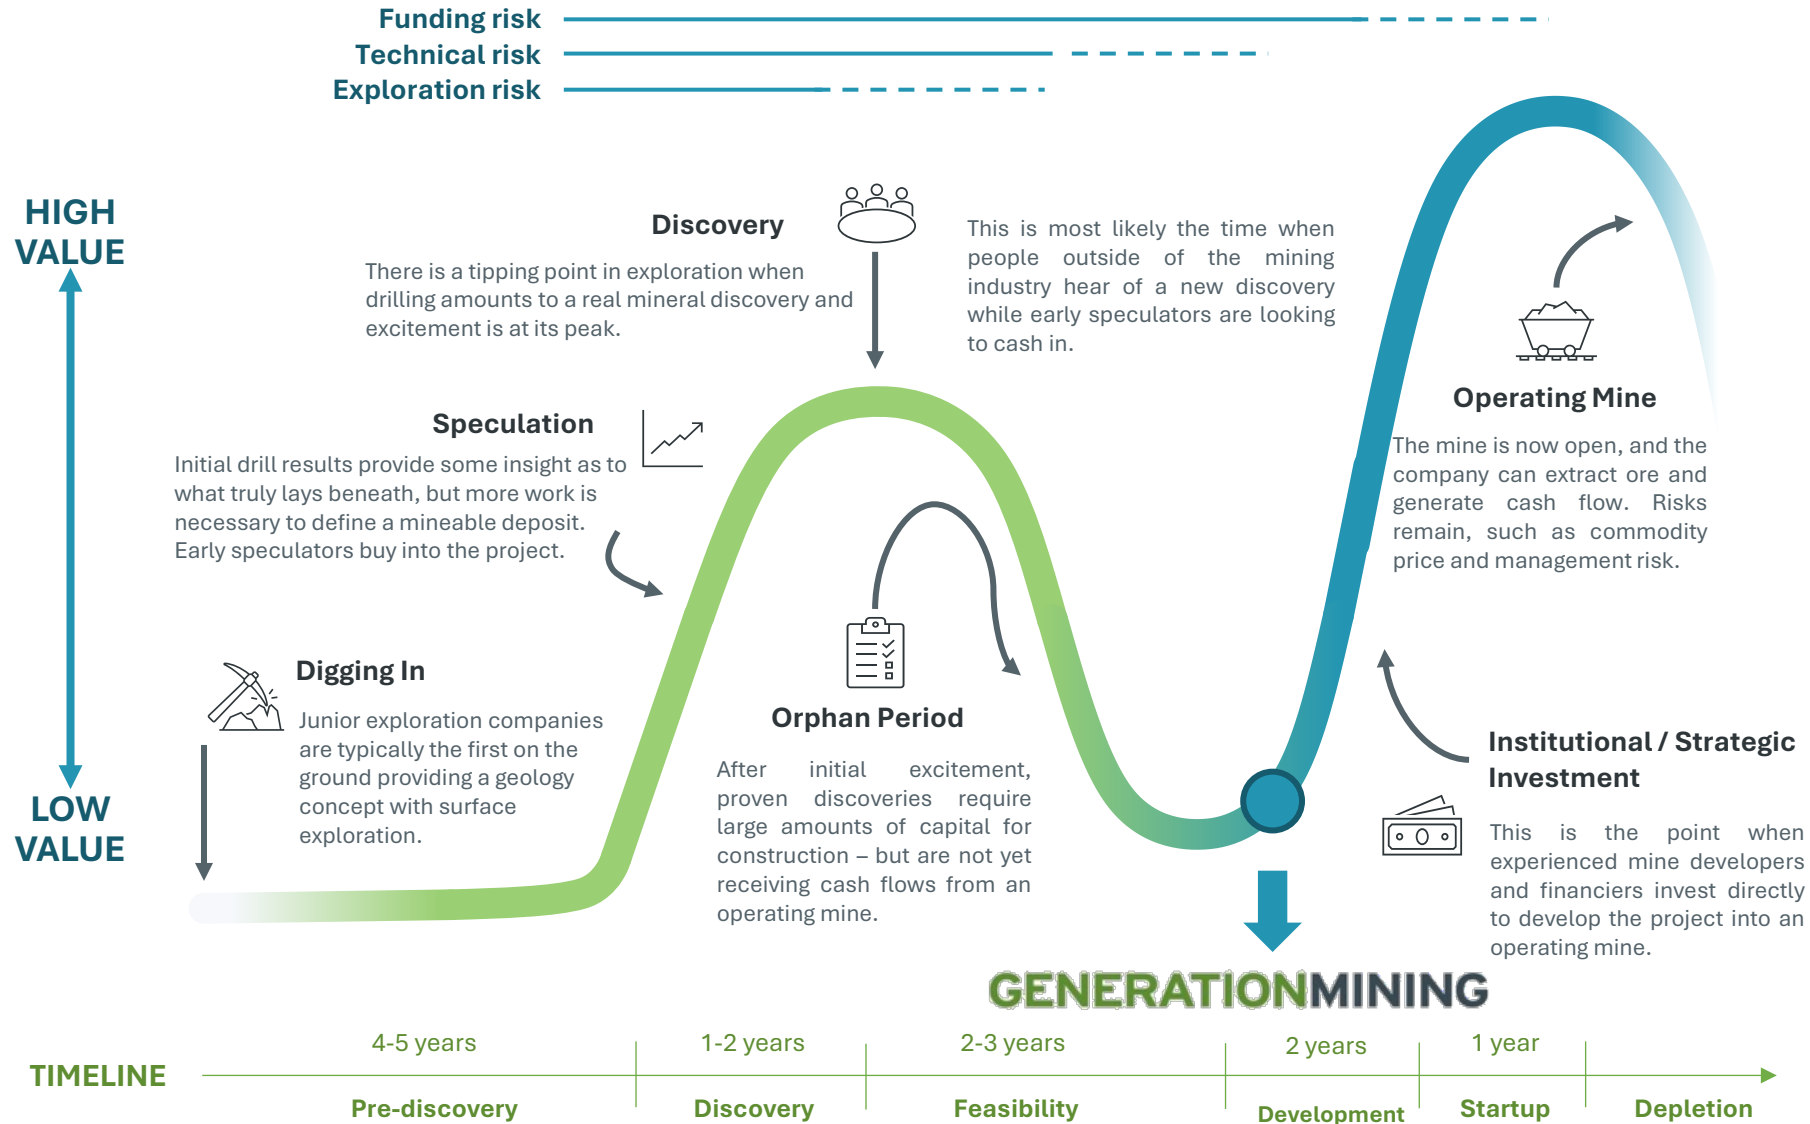 Funding risk
Technical risk
Exploration risk
HIGH
VALUE
LOW
VALUE
Discovery
There is a tipping point in exploration when
drilling amounts to a real mineral discovery and
excitement is at its peak.
This is most likely the time when
people outside of the mining
industry hear of a new discovery
while early speculators are looking
to cash in.
Speculation
Initial drill results provide some insight as to
what truly lays beneath, but more work is
necessary to define a mineable deposit.
Early speculators buy into the project.
Operating Mine
The mine is now open, and the
company can extract ore and
generate cash flow. Risks
remain, such as commodity
price and management risk.
Digging In
Junior exploration companies
are typically the first on the
ground providing a geology
concept with surface
exploration.
Orphan Period
After initial excitement,
proven discoveries require
large amounts of capital for
construction – but are not yet
receiving cash flows from an
operating mine.
Institutional / Strategic
Investment
This is the point when
experienced mine developers
and financiers invest directly
to develop the project into an
operating mine.
GENERATIONMINING
TIMELINE
4-5 years
1-2 years
2-3 years
2 years
1 year
Pre-discovery
Discovery
Feasibility
Development
Startup
Depletion